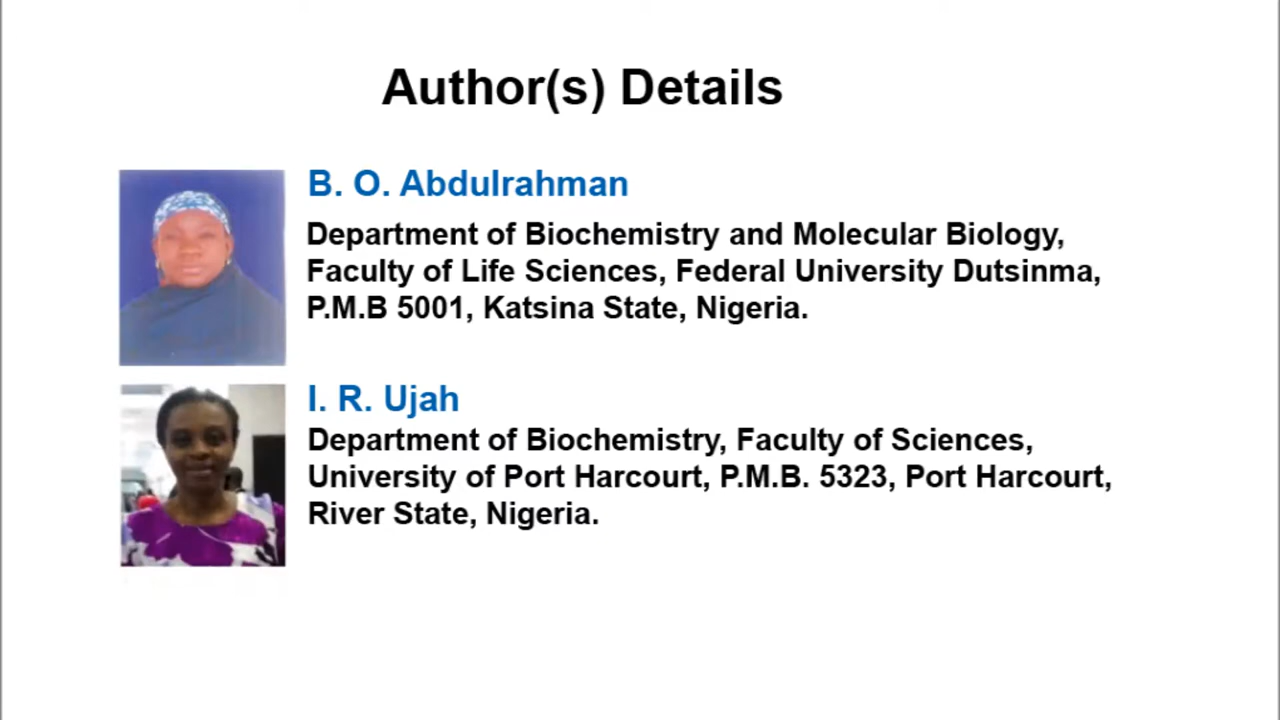 Author(s) Details
B. O. Abdulrahman
Department of Biochemistry and Molecular Biology,
Faculty of Life Sciences, Federal University Dutsinma,
P.M.B 5001, Katsina State, Nigeria.
I. R. Ujah
Department of Biochemistry, Faculty of Sciences,
University of Port Harcourt, P.M.B. 5323, Port Harcourt,
River State, Nigeria.